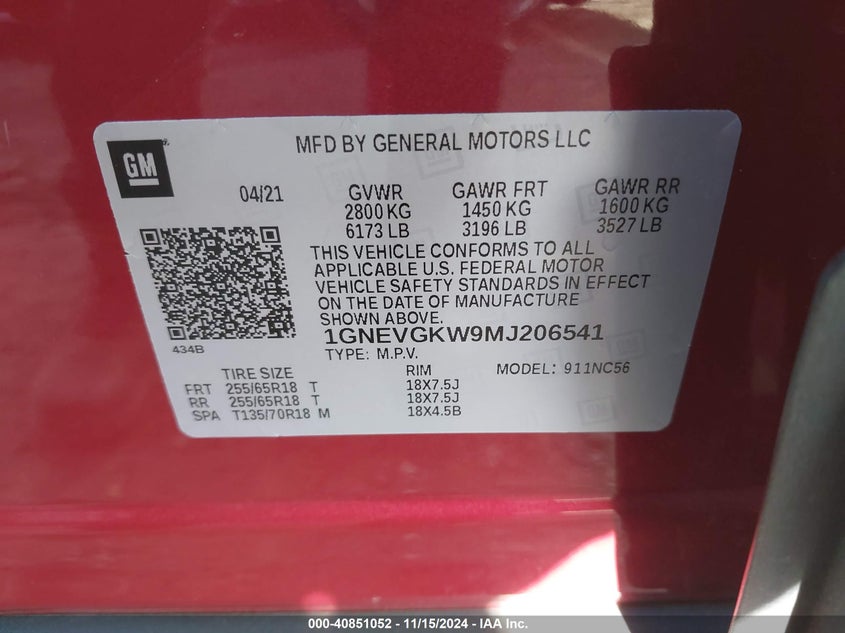 MFD BY GENERAL MOTORS LLC
GM
04/21
GVWR GAWR FRT GAWR RR
2800 KG 1450 KG 1600 KG
6173 LB 3196 LB 3527 LB
THIS VEHICLE CONFORMS TO ALL
APPLICABLE U.S. FEDERAL MOTOR
VEHICLE SAFETY STANDARDS IN EFFECT
ON THE DATE OF MANUFACTURE
SHOWN ABOVE.
434B
1GNEVGKW9MJ206541
TYPE: M.P.V.
TIRE SIZE RIM MODEL: 911NC56
FRT 255/65R18 T 18X7.5J
RR 255/65R18 T 18X7.5J
SPA T135/70R18 M 18X4.5B
000-40851052 - 11/15/2024 - IAA Inc.